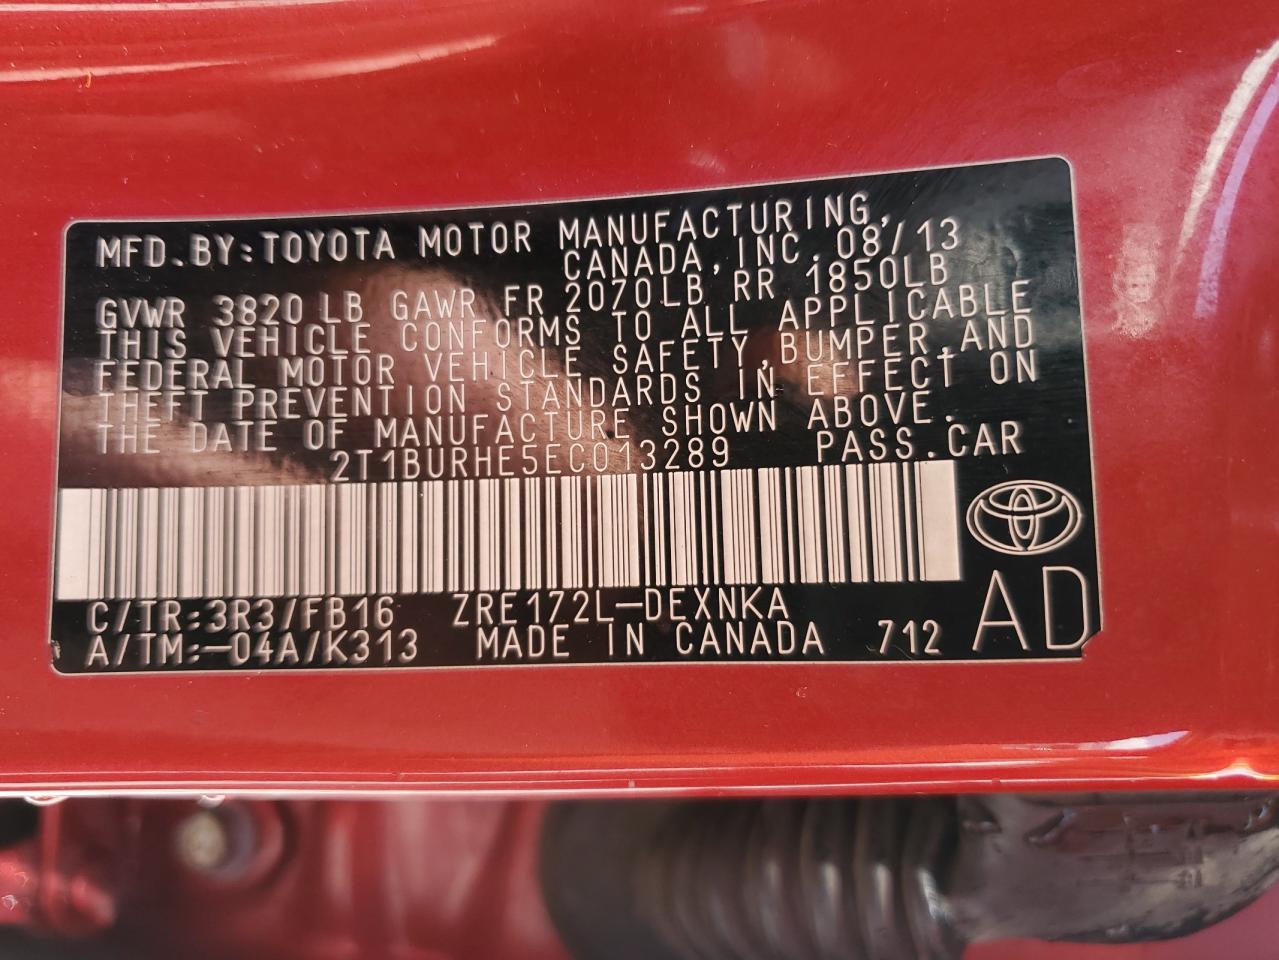 MFD.BY:TOYOTA MOTOR MANUFACTURING,
CANADA,INC.08/13
GVWR 3820LB GAWR FR 2070LB RR 1850LB
THIS VEHICLE CONFORMS TO ALL APPLICABLE
FEDERAL MOTOR VEHICLE SAFETY,BUMPER,AND
THEFT PREVENTION STANDARDS IN EFFECT ON
THE DATE OF MANUFACTURE SHOWN ABOVE.
2T1BURHE5EC013289 PASS.CAR
C/TR:3R3/FB16 ZRE172L-DEXNKA
A/TM:-04A/K313 MADE IN CANADA 712 AD